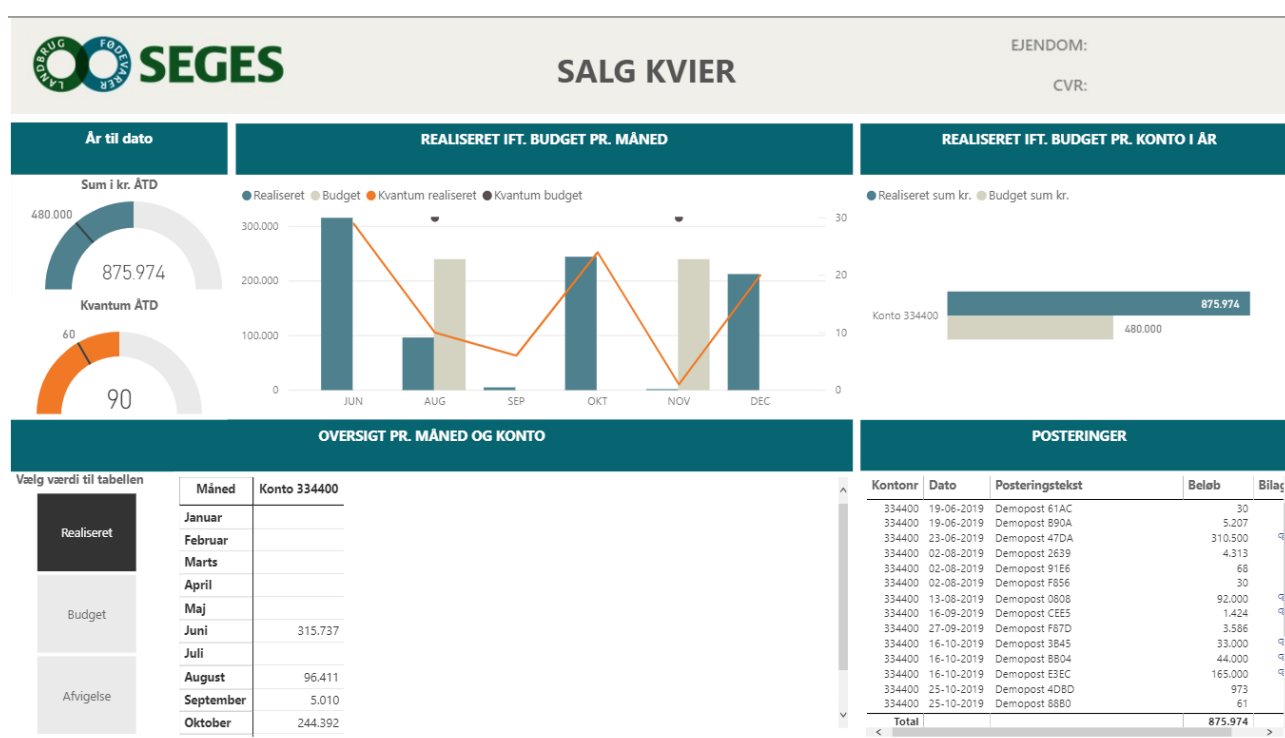 LANDBRUG FØDEVARER
SEGES
SALG KVIER
EJENDOM:
CVR:
År til dato
REALISERET IFT. BUDGET PR. MÅNED
REALISERET IFT. BUDGET PR. KONTO I ÅR
Sum i kr. ÅTD
480.000
875.974
Kvantum ÅTD
60
90
Realiseret Budget Kvantum realiseret Kvantum budget
300.000
200.000
100.000
0
30
20
10
0
JUN AUG SEP OKT NOV DEC
Realiseret sum kr. Budget sum kr.
Konto 334400
875.974
480.000
OVERSIGT PR. MÅNED OG KONTO
POSTERINGER
Vælg værdi til tabellen
Realiseret
Budget
Afvigelse
Måned Konto 334400
Januar
Februar
Marts
April
Maj
Juni 315.737
Juli
August 96.411
September 5.010
Oktober 244.392
Kontonr Dato Posteringstekst Beløb Bilag
334400 19-06-2019 Demopost 61AC 30
334400 19-06-2019 Demopost B90A 5.207
334400 23-06-2019 Demopost 47DA 310.500
334400 02-08-2019 Demopost 2639 4.313
334400 02-08-2019 Demopost 91E6 68
334400 02-08-2019 Demopost F856 30
334400 13-08-2019 Demopost 0808 92.000
334400 16-09-2019 Demopost CEE5 1.424
334400 27-09-2019 Demopost F87D 3.586
334400 16-10-2019 Demopost 3B45 33.000
334400 16-10-2019 Demopost BB04 44.000
334400 16-10-2019 Demopost E3EC 165.000
334400 25-10-2019 Demopost 4DBD 973
334400 25-10-2019 Demopost 88B0 61
Total 875.974